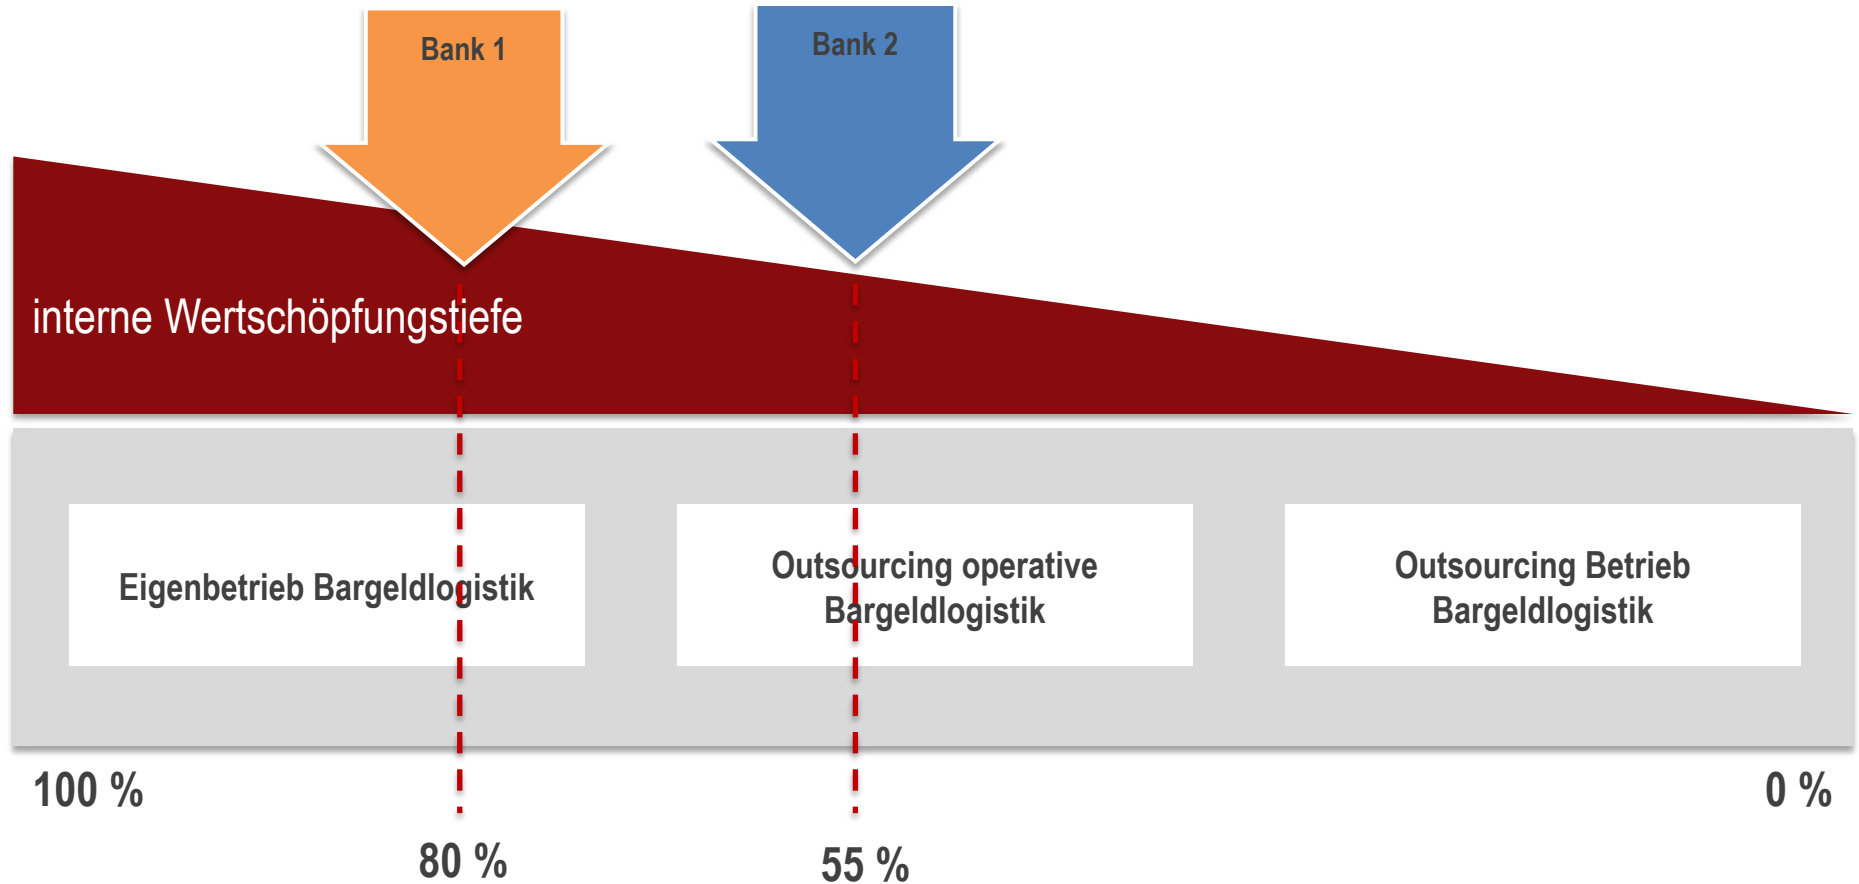 Bank 1
Bank 2
interne Wertschöpfungstiefe
Eigenbetrieb Bargeldlogistik
Outsourcing operative
Bargeldlogistik
Outsourcing Betrieb
Bargeldlogistik
100 %
0 %
80 %
55 %